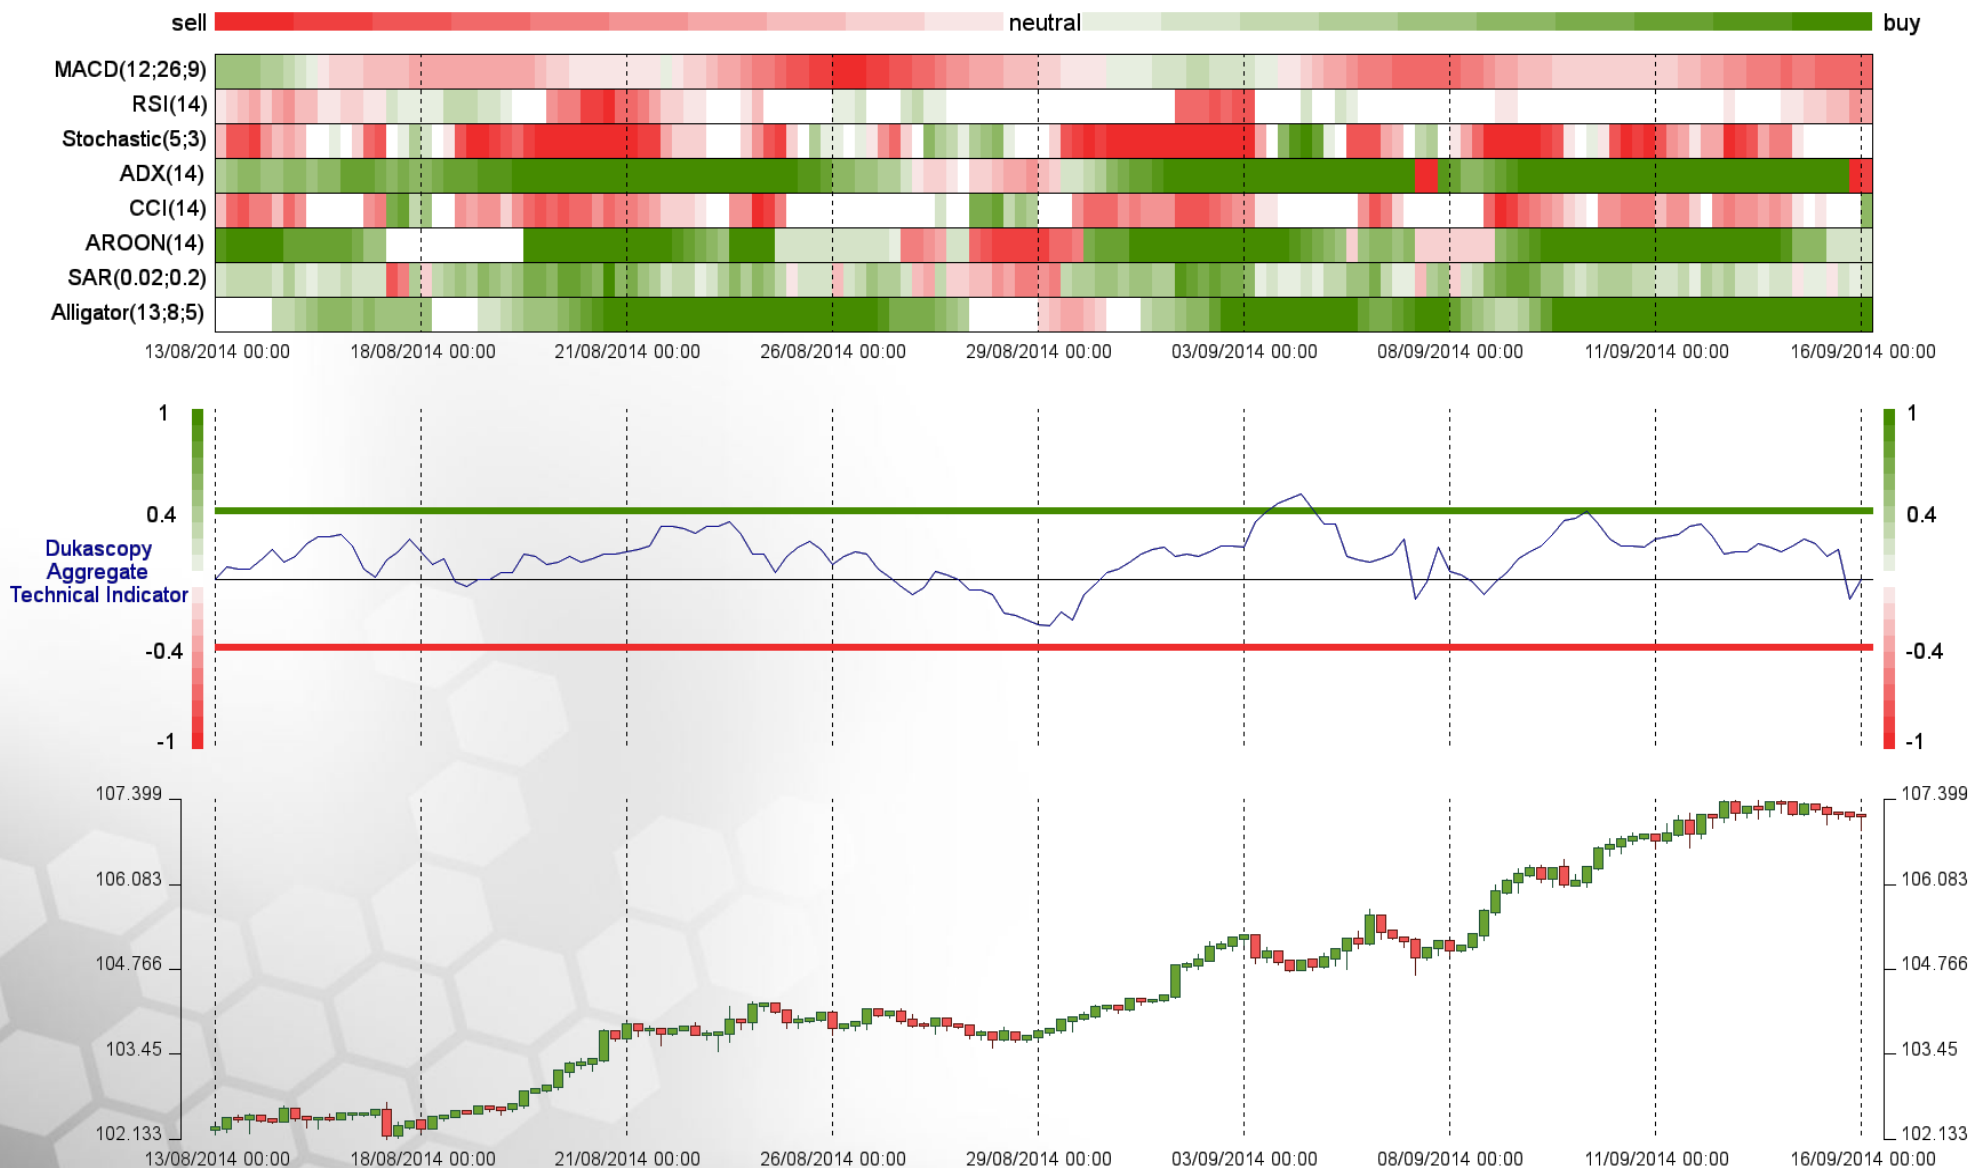 sell neutral buy
MACD(12;26;9)
RSI(14)
Stochastic(5;3)
ADX(14)
CCI(14)
AROON(14)
SAR(0.02;0.2)
Alligator(13;8;5)
13/08/2014 00:00 18/08/2014 00:00 21/08/2014 00:00 26/08/2014 00:00 29/08/2014 00:00 03/09/2014 00:00 08/09/2014 00:00 11/09/2014 00:00 16/09/2014 00:00
1 1
0.4 0.4
Dukascopy
Aggregate
Technical Indicator
-0.4 -0.4
-1 -1
107.399 107.399
106.083 106.083
104.766 104.766
103.45 103.45
102.133 102.133
13/08/2014 00:00 18/08/2014 00:00 21/08/2014 00:00 26/08/2014 00:00 29/08/2014 00:00 03/09/2014 00:00 08/09/2014 00:00 11/09/2014 00:00 16/09/2014 00:00